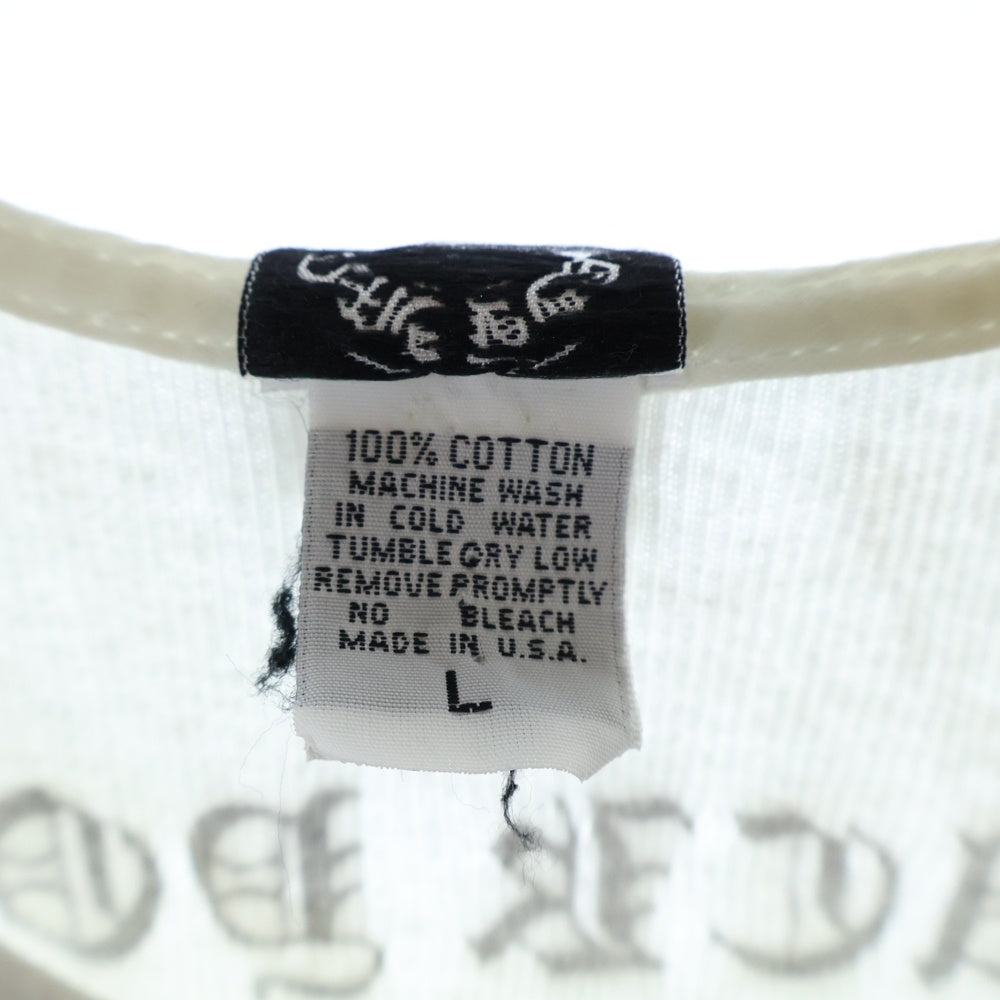 100% COTTON
MACHINE WASH
IN COLD WATER
TUMBLE DRY LOW
REMOVE PROMPTLY
NO BLEACH
MADE IN U.S.A.
L